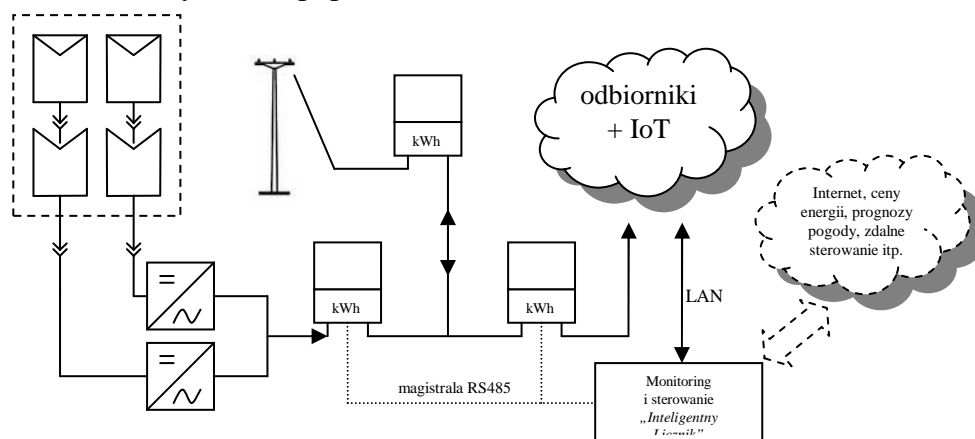 odbiorniki
+ IoT
kWh
Internet, ceny
energii, prognozy
pogody, zdalne
sterowanie itp.
kWh
kWh
LAN
magistrala RS485
Monitoring
i sterowanie
„Inteligentny
Licznik”